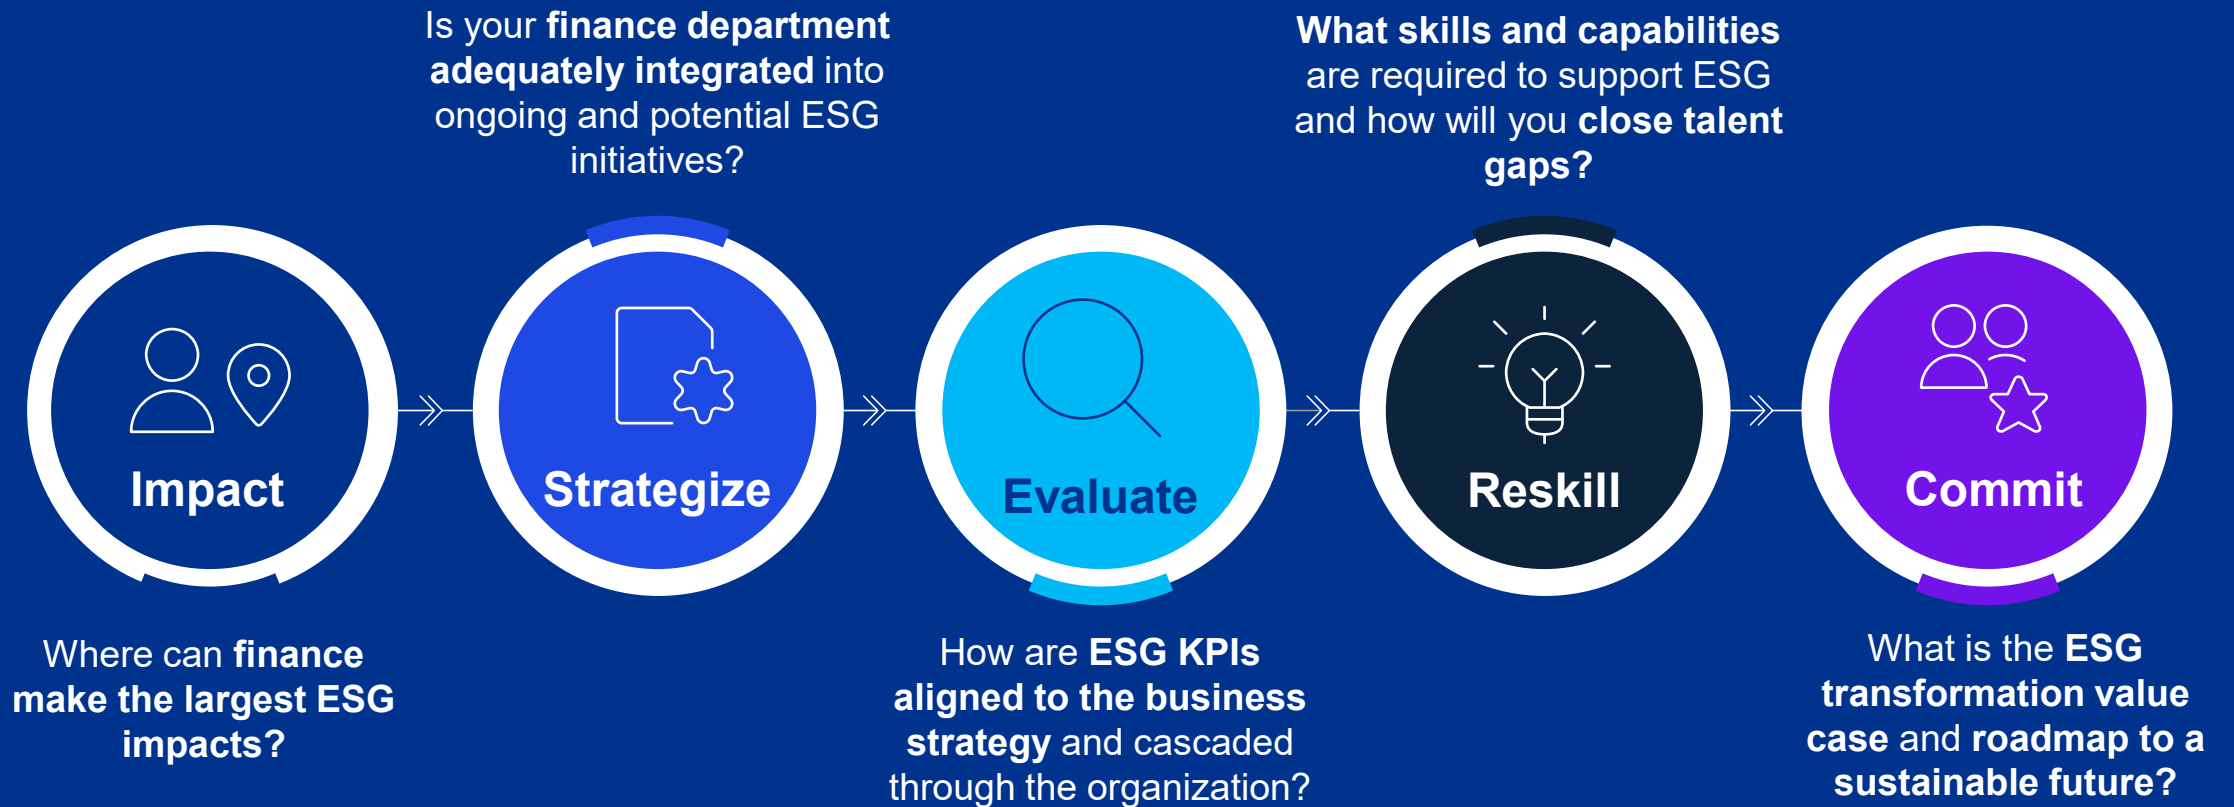 Is your finance department
adequately integrated into
ongoing and potential ESG
initiatives?
What skills and capabilities
are required to support ESG
and how will you close talent
gaps?
Impact
Strategize
Evaluate
Reskill
Commit
Where can finance
make the largest ESG
impacts?
How are ESG KPIs
aligned to the business
strategy and cascaded
through the organization?
What is the ESG
transformation value
case and roadmap to a
sustainable future?